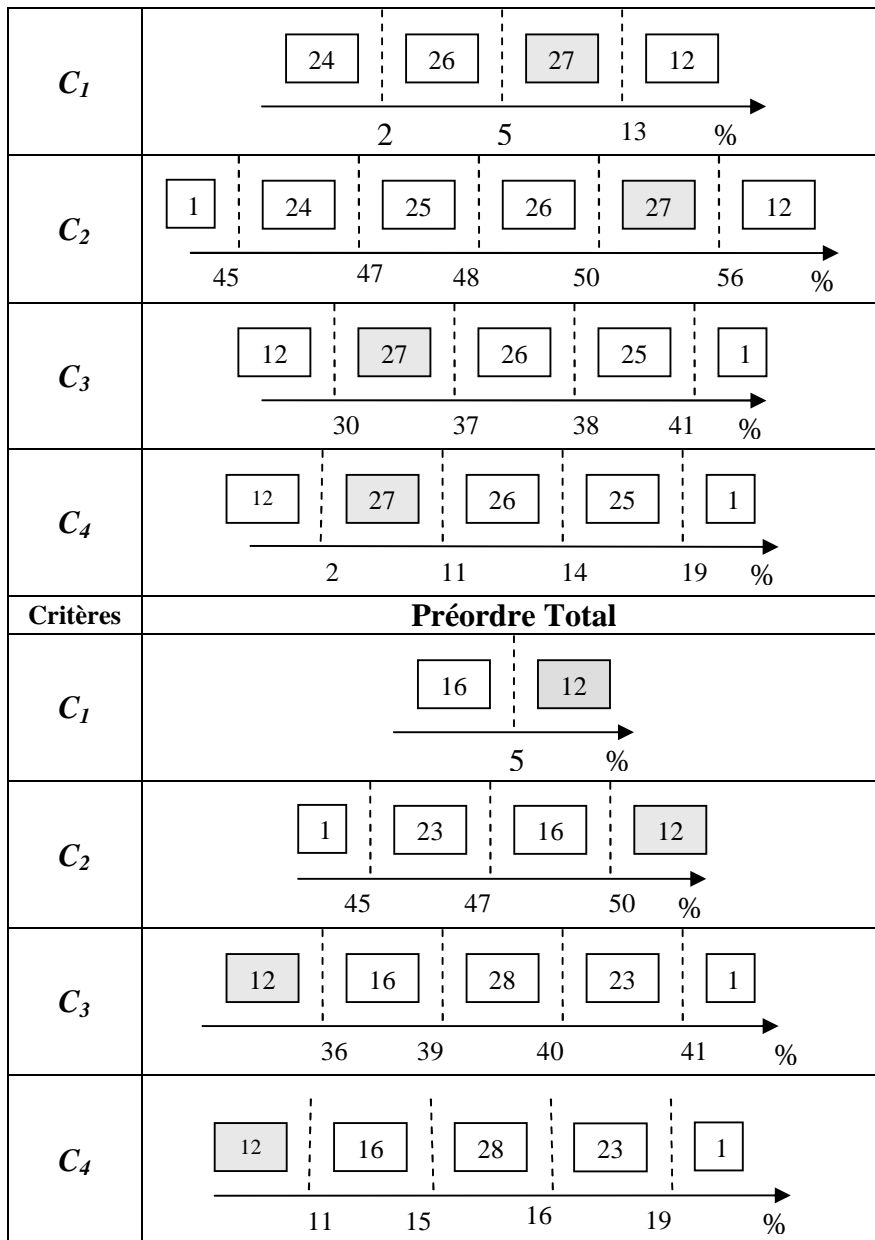 C1
24 26 27 12
2 5 13 %
C2
1 24 25 26 27 12
45 47 48 50 56 %
C3
12 27 26 25 1
30 37 38 41 %
C4
12 27 26 25 1
2 11 14 19 %
Critères Préordre Total
C1
16 12
5 %
C2
1 23 16 12
45 47 50 %
C3
12 16 28 23 1
36 39 40 41 %
C4
12 16 28 23 1
11 15 16 19 %